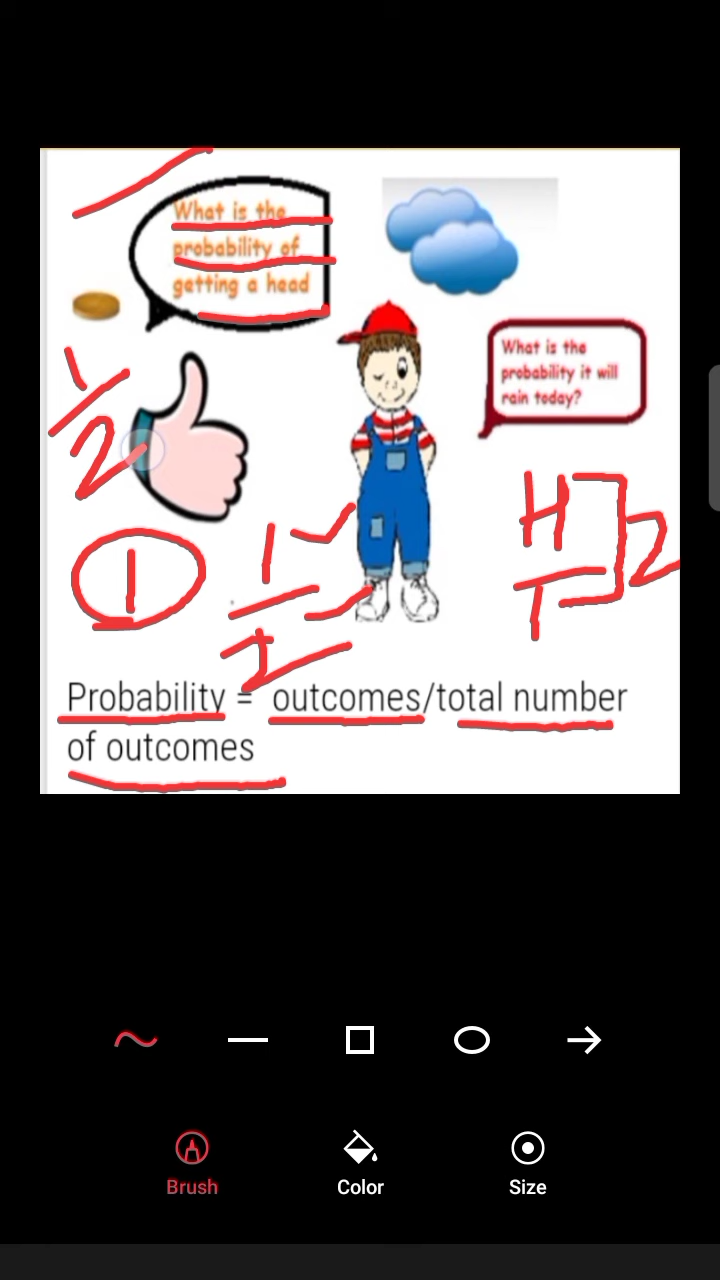 What is the
probability of
getting a head
What is the
probability it will
rain today?
1
2
1
1
2
H
T
2
Probability = outcomes/total number
of outcomes
Brush
Color
Size